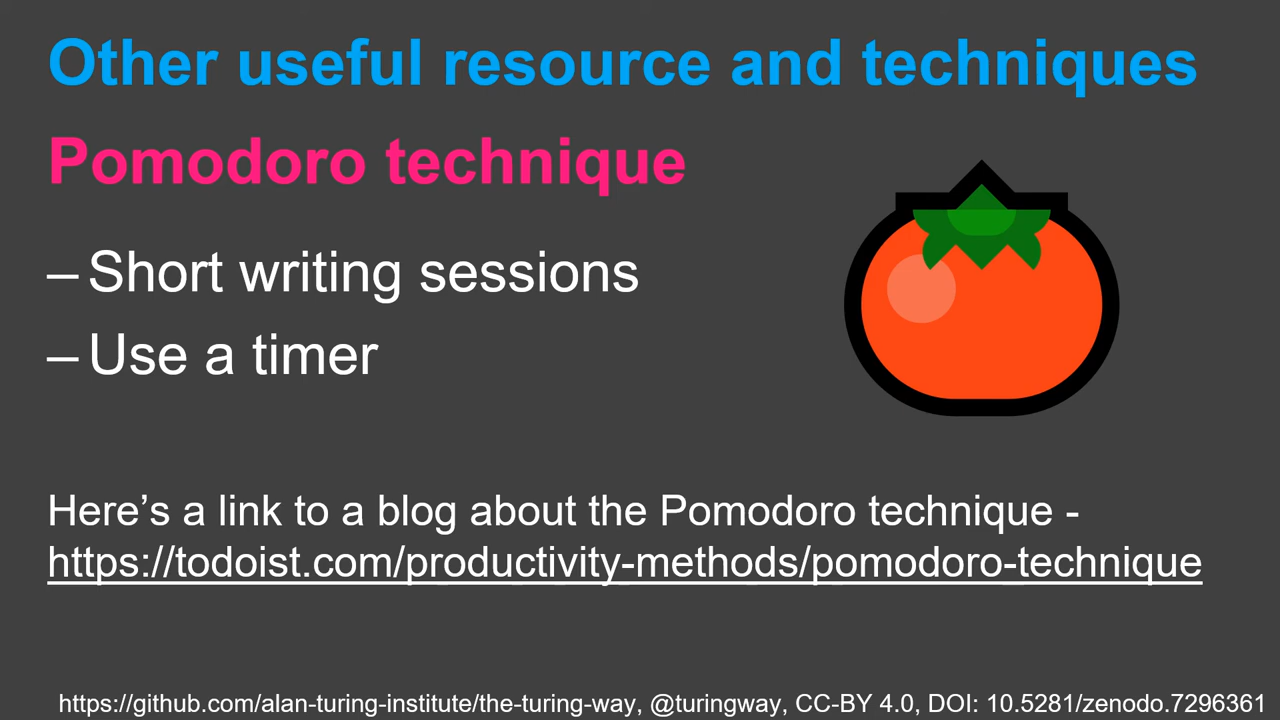 Other useful resource and techniques
Pomodoro technique
– Short writing sessions
– Use a timer
Here’s a link to a blog about the Pomodoro technique -
https://todoist.com/productivity-methods/pomodoro-technique
https://github.com/alan-turing-institute/the-turing-way, @turingway, CC-BY 4.0, DOI: 10.5281/zenodo.7296361